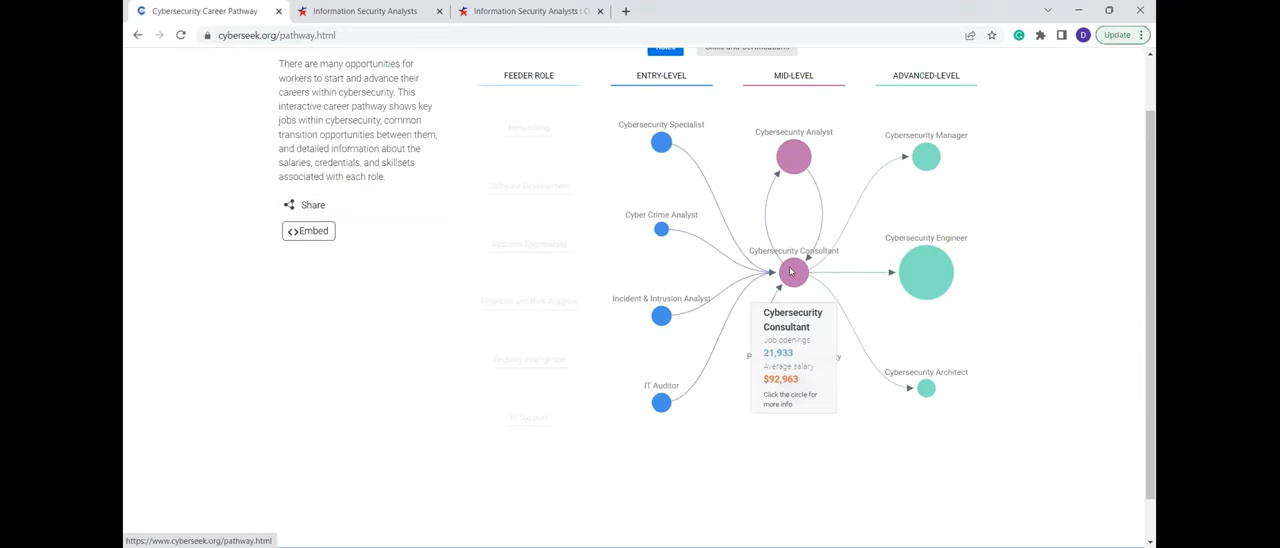 Cybersecurity Career Pathway
Information Security Analysts
Information Security Analysts : O
cyberseek.org/pathway.html
D
Update
There are many opportunities for
workers to start and advance their
careers within cybersecurity. This
interactive career pathway shows key
jobs within cybersecurity, common
transition opportunities between them,
and detailed information about the
salaries, credentials, and skillsets
associated with each role.
Share
Embed
Skills and Certifications
FEEDER ROLE
ENTRY-LEVEL
MID-LEVEL
ADVANCED-LEVEL
Networking
Software Development
Systems Engineering
Financial and Risk Analysis
Security Intelligence
IT Support
Cybersecurity Specialist
Cyber Crime Analyst
Incident & Intrusion Analyst
IT Auditor
Cybersecurity Analyst
Cybersecurity Consultant
Cybersecurity Manager
Cybersecurity Engineer
Cybersecurity Architect
Cybersecurity
Consultant
Job openings
21,933
Average salary
$92,963
Click the circle for
more info
https://www.cyberseek.org/pathway.html